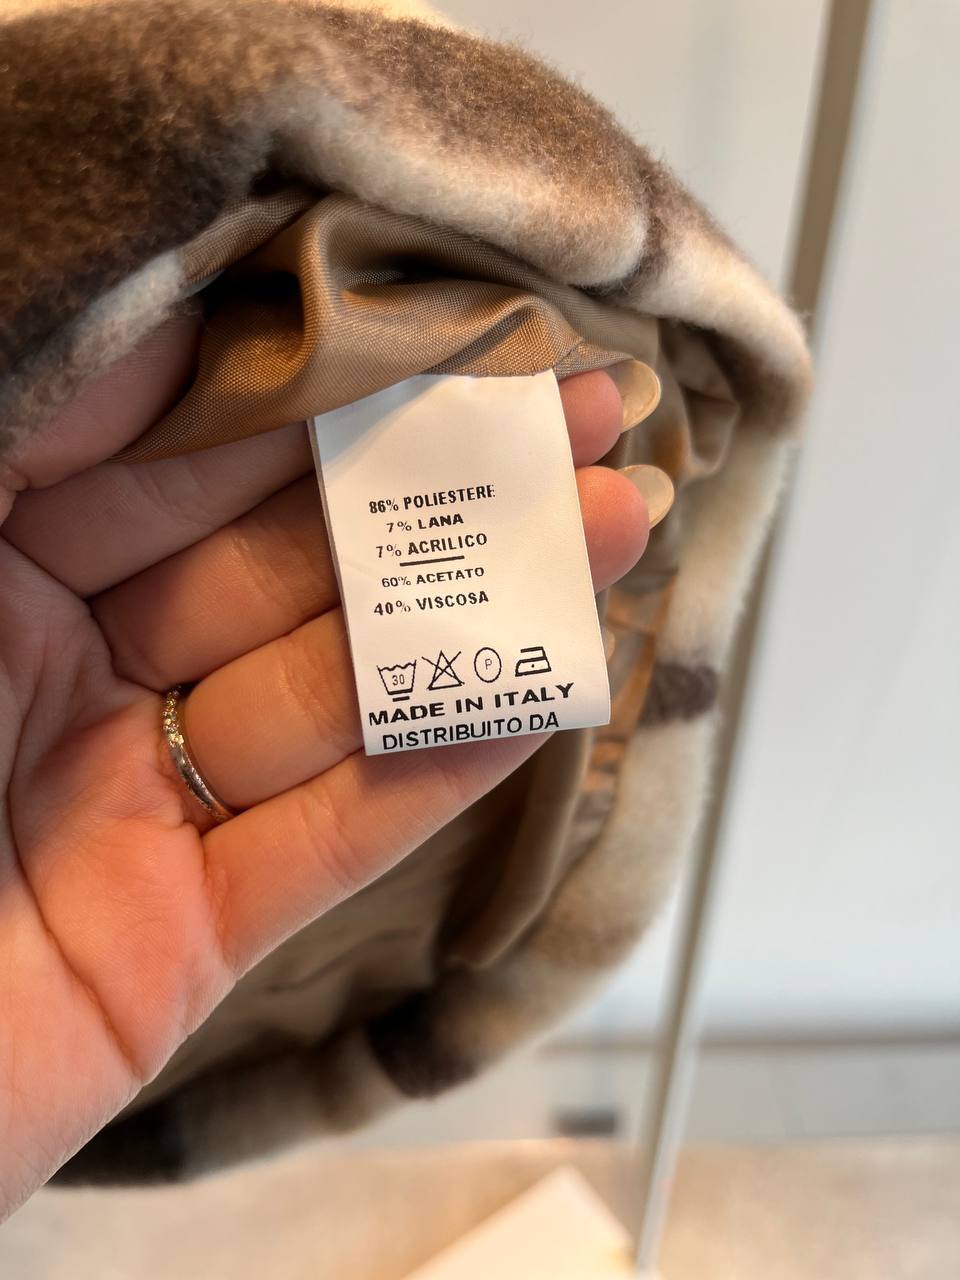 86% POLIESTERE
7% LANA
7% ACRILICO
60% ACETATO
40% VISCOSA
30 P
MADE IN ITALY
DISTRIBUITO DA